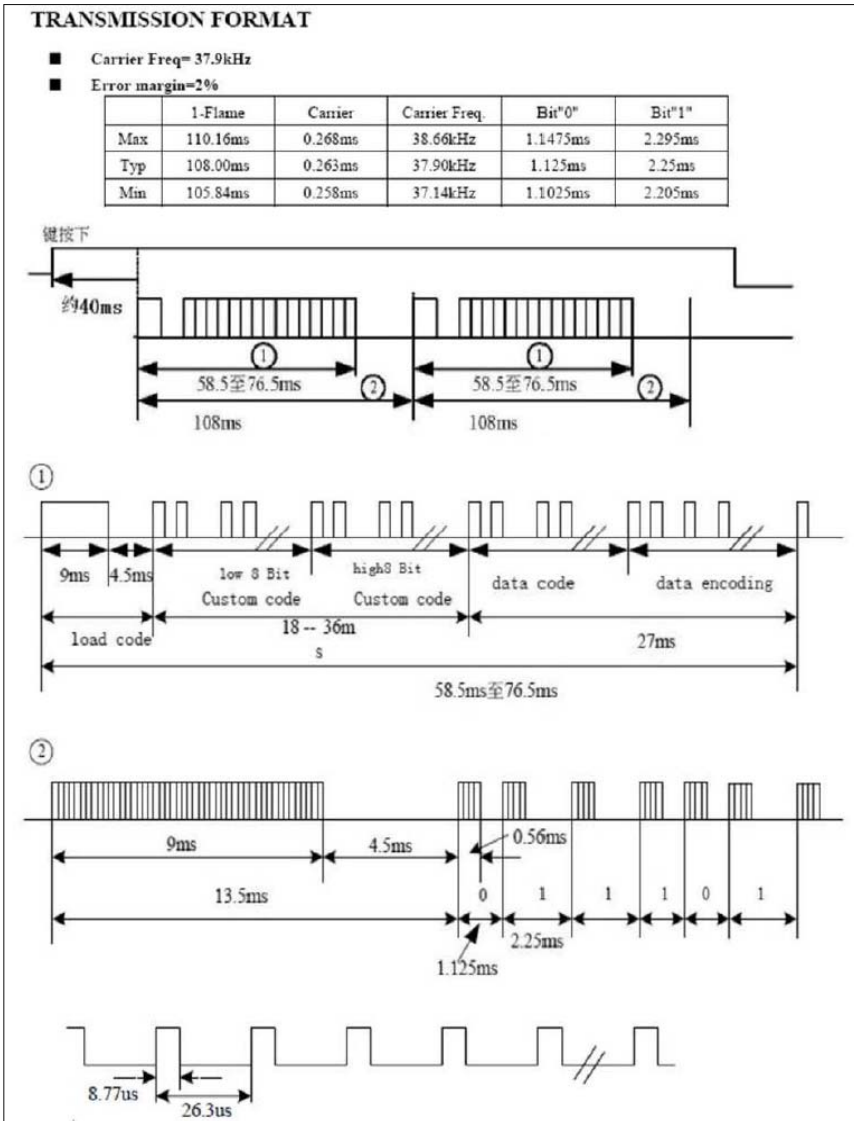 TRANSMISSION FORMAT
■ Carrier Freq= 37.9kHz
■ Error margin=2%
1-Flame Carrier Carrier Freq. Bit"0" Bit"1"
Max 110.16ms 0.268ms 38.66kHz 1.1475ms 2.295ms
Typ 108.00ms 0.263ms 37.90kHz 1.125ms 2.25ms
Min 105.84ms 0.258ms 37.14kHz 1.1025ms 2.205ms
键按下
约40ms
① ①
58.5至76.5ms ② 58.5至76.5ms ②
108ms 108ms
①
9ms 4.5ms low 8 Bit high8 Bit data code data encoding
Custom code Custom code
load code 18 -- 36m 27ms
s
58.5ms至76.5ms
②
9ms 4.5ms 0.56ms
13.5ms 0 1 1 1 0 1
2.25ms
1.125ms
8.77us
26.3us